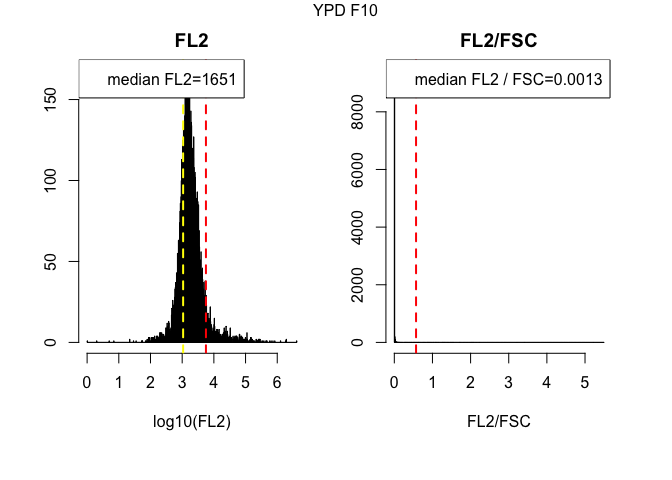 YPD F10
FL2
median FL2=1651
0 50 100 150
0 1 2 3 4 5 6
log10(FL2)
FL2/FSC
median FL2 / FSC=0.0013
0 2000 4000 6000 8000
0 1 2 3 4 5
FL2/FSC